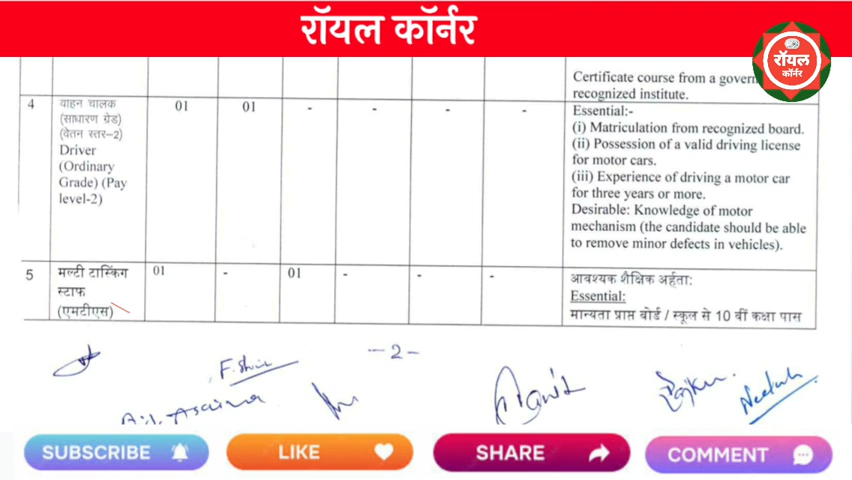 रॉयल कॉर्नर
रॉयल
कॉर्नर
Certificate course from a
recognized institute.
4 वाहन चालक 01 01 - - - - Essential:-
(साधारण ग्रेड) (i) Matriculation from recognized board.
(वेतन स्तर-2) (ii) Possession of a valid driving license
Driver for motor cars.
(Ordinary (iii) Experience of driving a motor car
Grade) (Pay for three years or more.
level-2) Desirable: Knowledge of motor
mechanism (the candidate should be able
to remove minor defects in vehicles).
5 मल्टी टास्किंग 01 - 01 - - - आवश्यक शैक्षिक अर्हता:
स्टाफ Essential:
(एमटीएस) मान्यता प्राप्त बोर्ड / स्कूल से 10 वीं कक्षा पास
-2-
SUBSCRIBE LIKE SHARE COMMENT